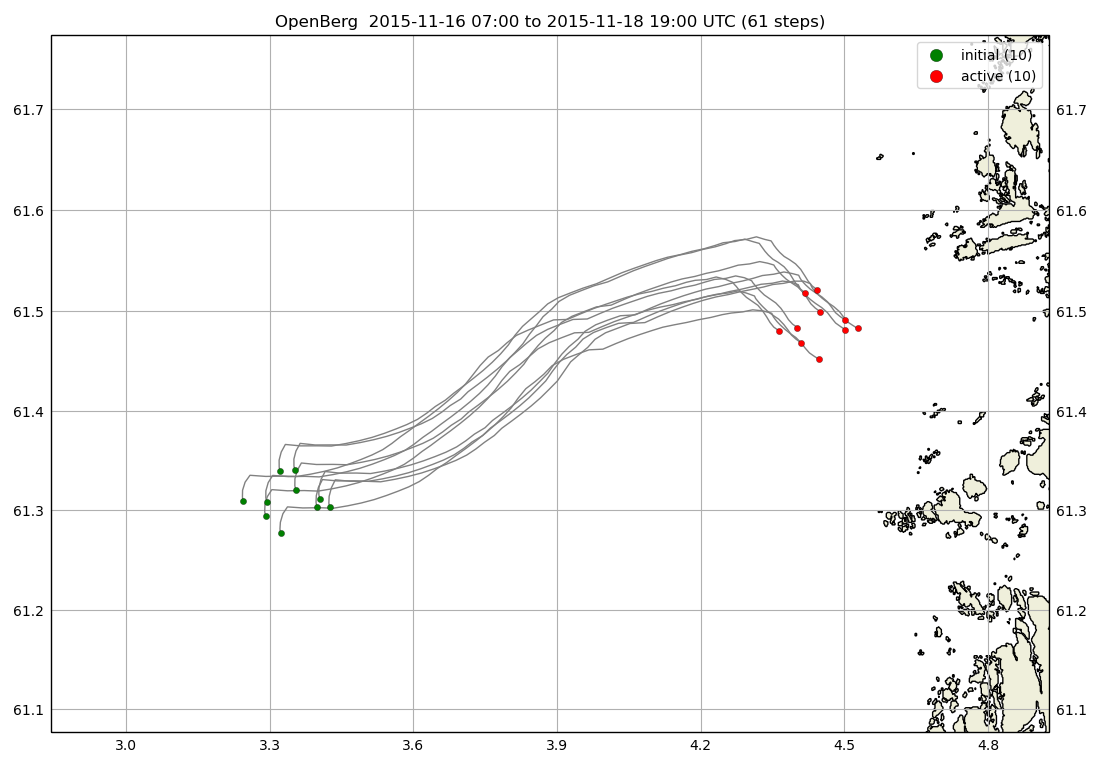 OpenBerg  2015-11-16 07:00 to 2015-11-18 19:00 UTC (61 steps)
initial (10)
active (10)
61.7 61.7
61.6 61.6
61.5 61.5
61.4 61.4
61.3 61.3
61.2 61.2
61.1 61.1
3.0 3.3 3.6 3.9 4.2 4.5 4.8